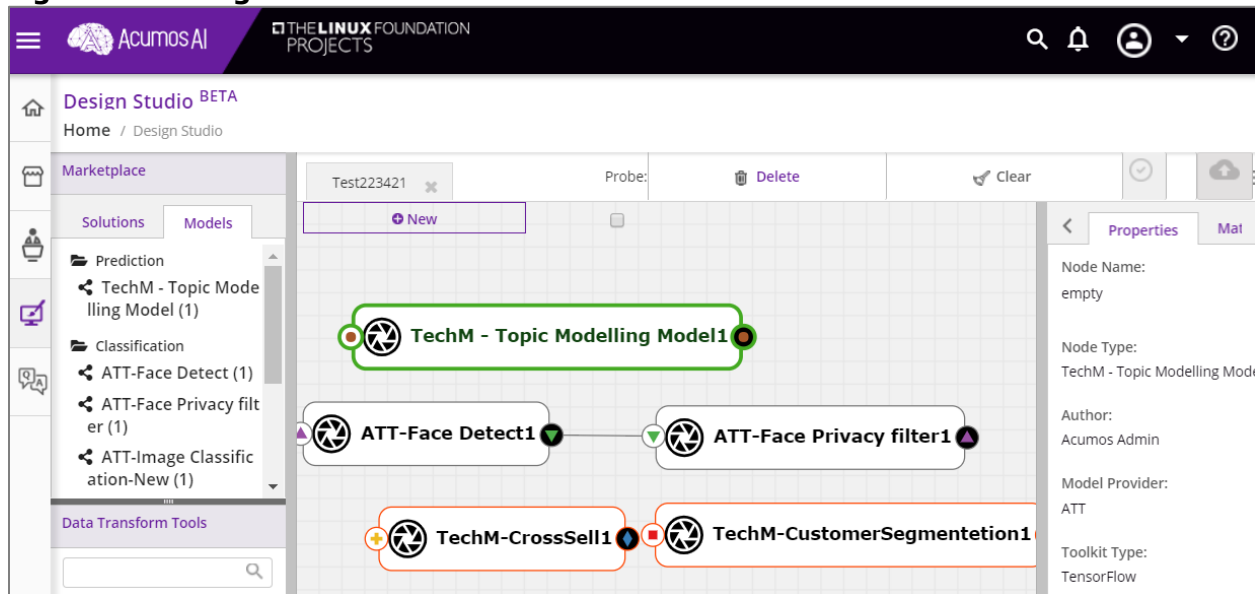 Acumos AI
THE LINUX FOUNDATION
PROJECTS
Design Studio BETA
Home / Design Studio
Marketplace
Solutions
Models
Prediction
TechM - Topic Mode
lling Model (1)
Classification
ATT-Face Detect (1)
ATT-Face Privacy filt
er (1)
ATT-Image Classific
ation-New (1)
Data Transform Tools
Test223421
Probe:
Delete
Clear
New
TechM - Topic Modelling Model1
ATT-Face Detect1
ATT-Face Privacy filter1
TechM-CrossSell1
TechM-CustomerSegmentetion1
Properties
Mat
Node Name:
empty
Node Type:
TechM - Topic Modelling Mode
Author:
Acumos Admin
Model Provider:
ATT
Toolkit Type:
TensorFlow